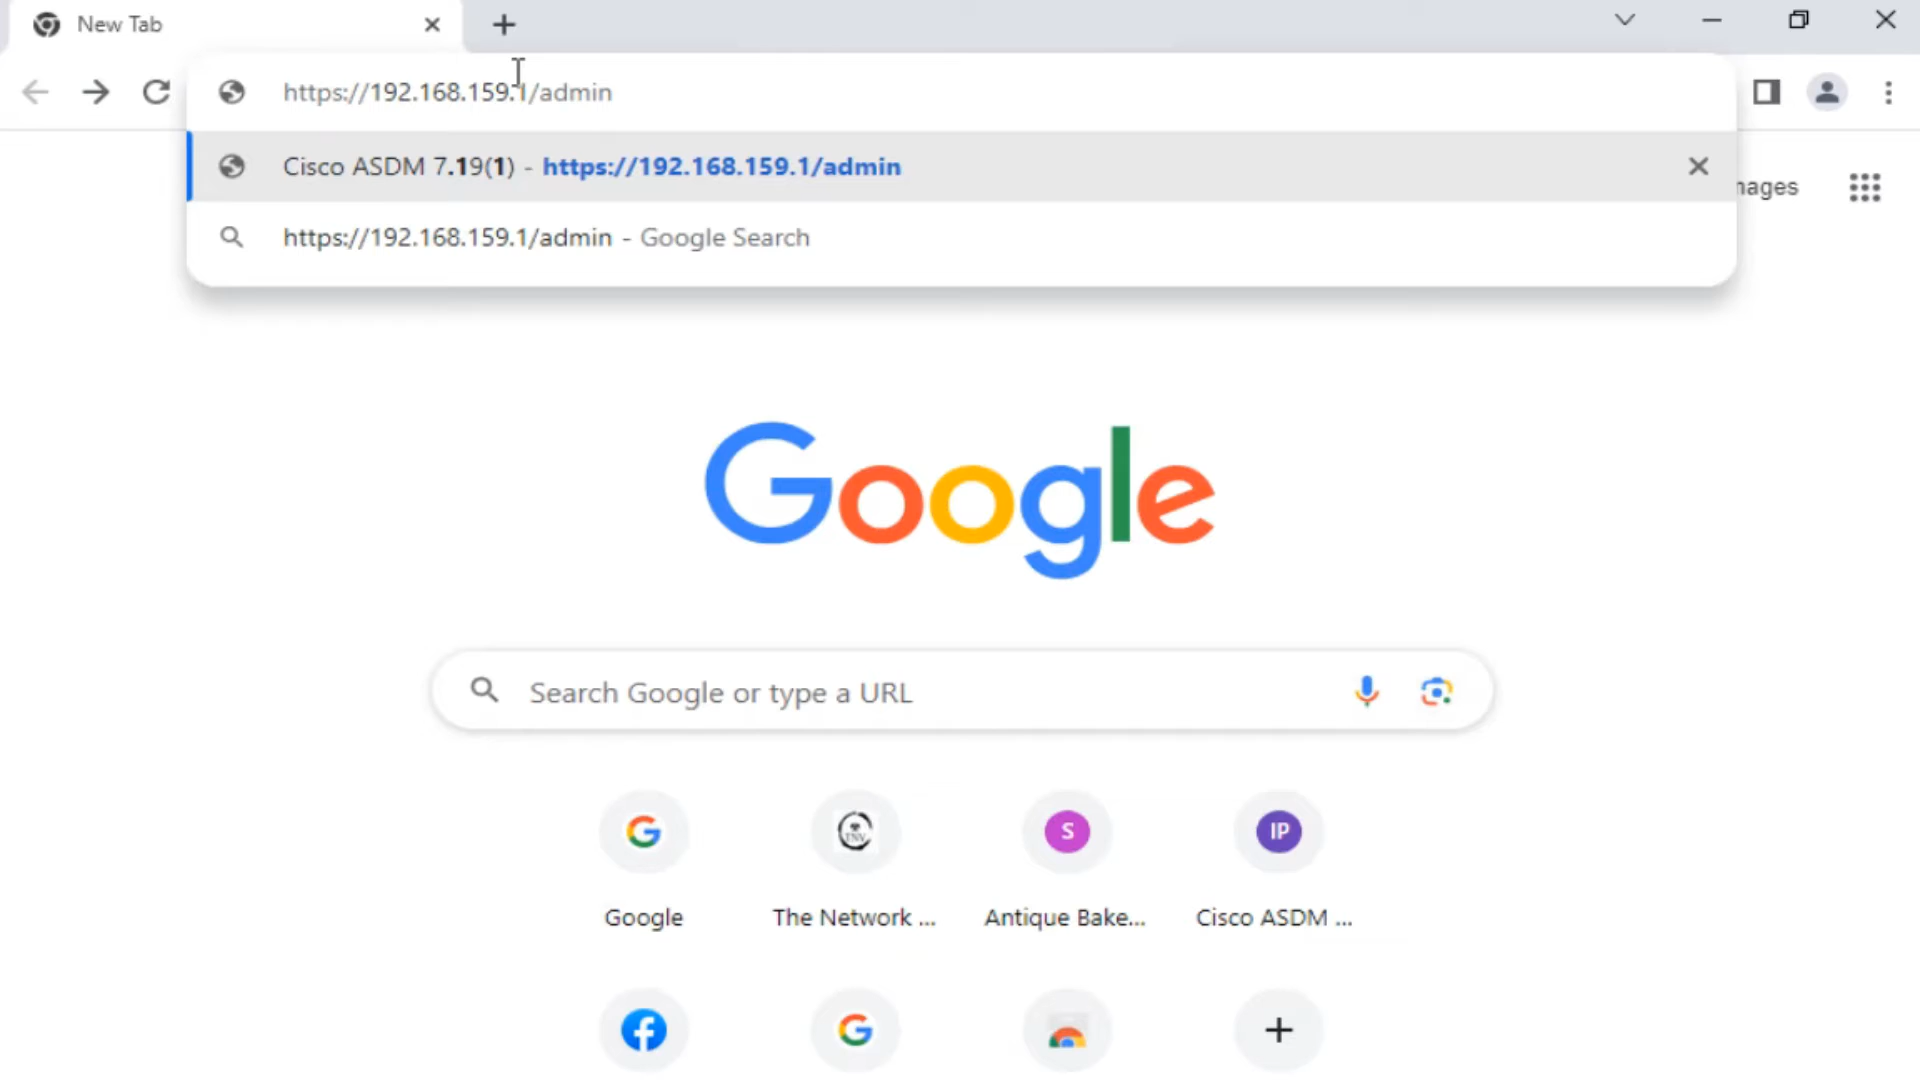 New Tab
https://192.168.159.1/admin
Cisco ASDM 7.19(1) - https://192.168.159.1/admin
https://192.168.159.1/admin - Google Search
mages
Google
Search Google or type a URL
TNV
S
IP
Google
The Network ...
Antique Bake...
Cisco ASDM ...